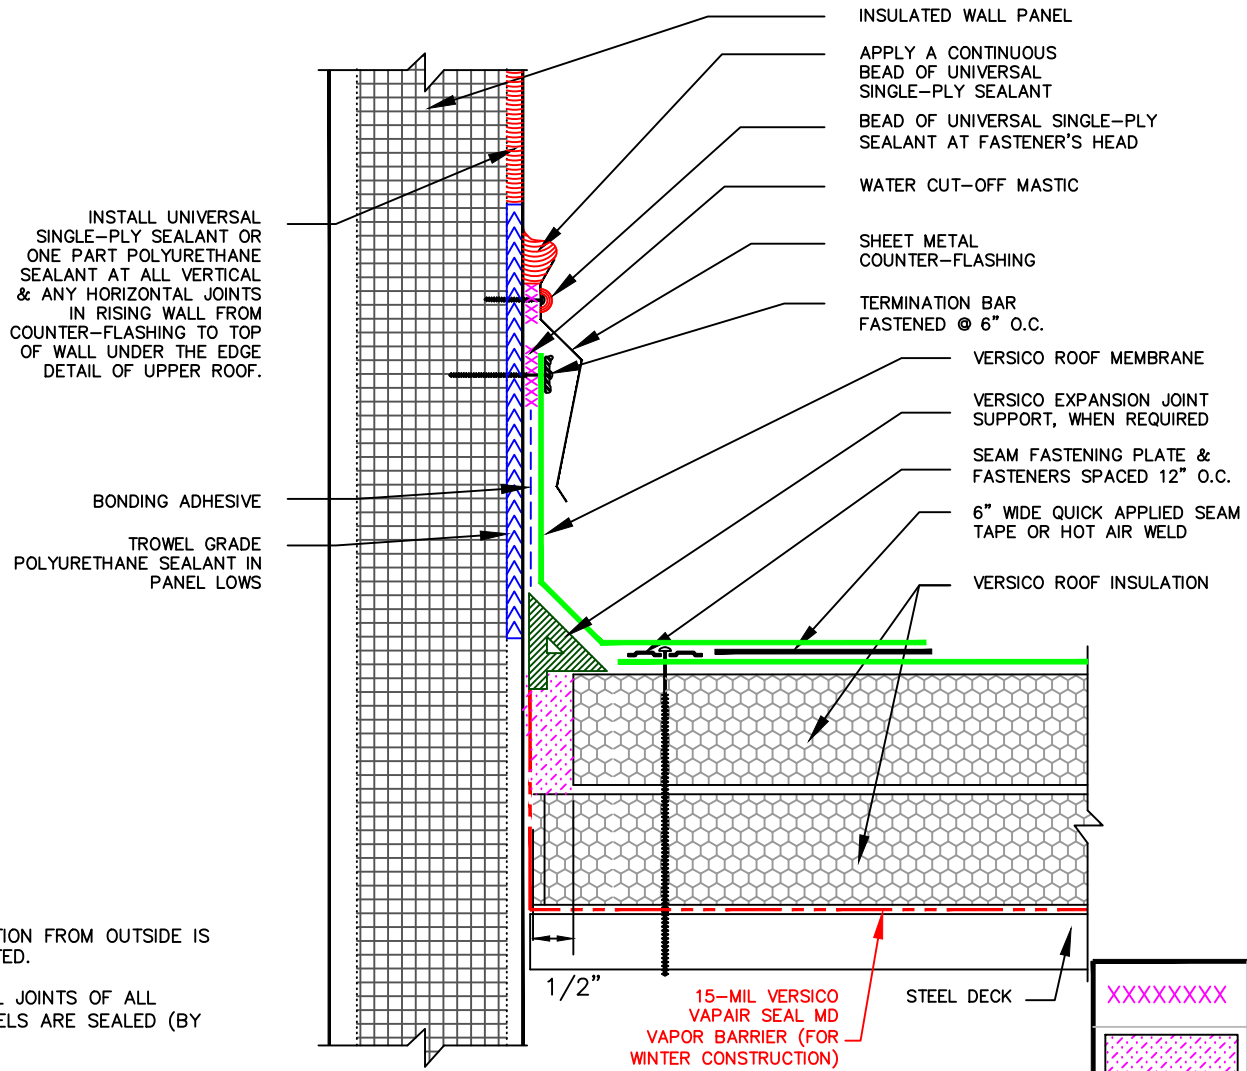 INSULATED WALL PANEL
APPLY A CONTINUOUS
BEAD OF UNIVERSAL
SINGLE-PLY SEALANT
BEAD OF UNIVERSAL SINGLE-PLY
SEALANT AT FASTENER'S HEAD
WATER CUT-OFF MASTIC
SHEET METAL
COUNTER-FLASHING
TERMINATION BAR
FASTENED @ 6" O.C.
VERSICO ROOF MEMBRANE
VERSICO EXPANSION JOINT
SUPPORT, WHEN REQUIRED
SEAM FASTENING PLATE &
FASTENERS SPACED 12" O.C.
6" WIDE QUICK APPLIED SEAM
TAPE OR HOT AIR WELD
VERSICO ROOF INSULATION
INSTALL UNIVERSAL
SINGLE-PLY SEALANT OR
ONE PART POLYURETHANE
SEALANT AT ALL VERTICAL
& ANY HORIZONTAL JOINTS
IN RISING WALL FROM
COUNTER-FLASHING TO TOP
OF WALL UNDER THE EDGE
DETAIL OF UPPER ROOF.
BONDING ADHESIVE
TROWEL GRADE
POLYURETHANE SEALANT IN
PANEL LOWS
TION FROM OUTSIDE IS
TED.
L JOINTS OF ALL
ELS ARE SEALED (BY
1/2"
15-MIL VERSICO
VAPAIR SEAL MD
VAPOR BARRIER (FOR
WINTER CONSTRUCTION)
STEEL DECK
XXXXXXXX